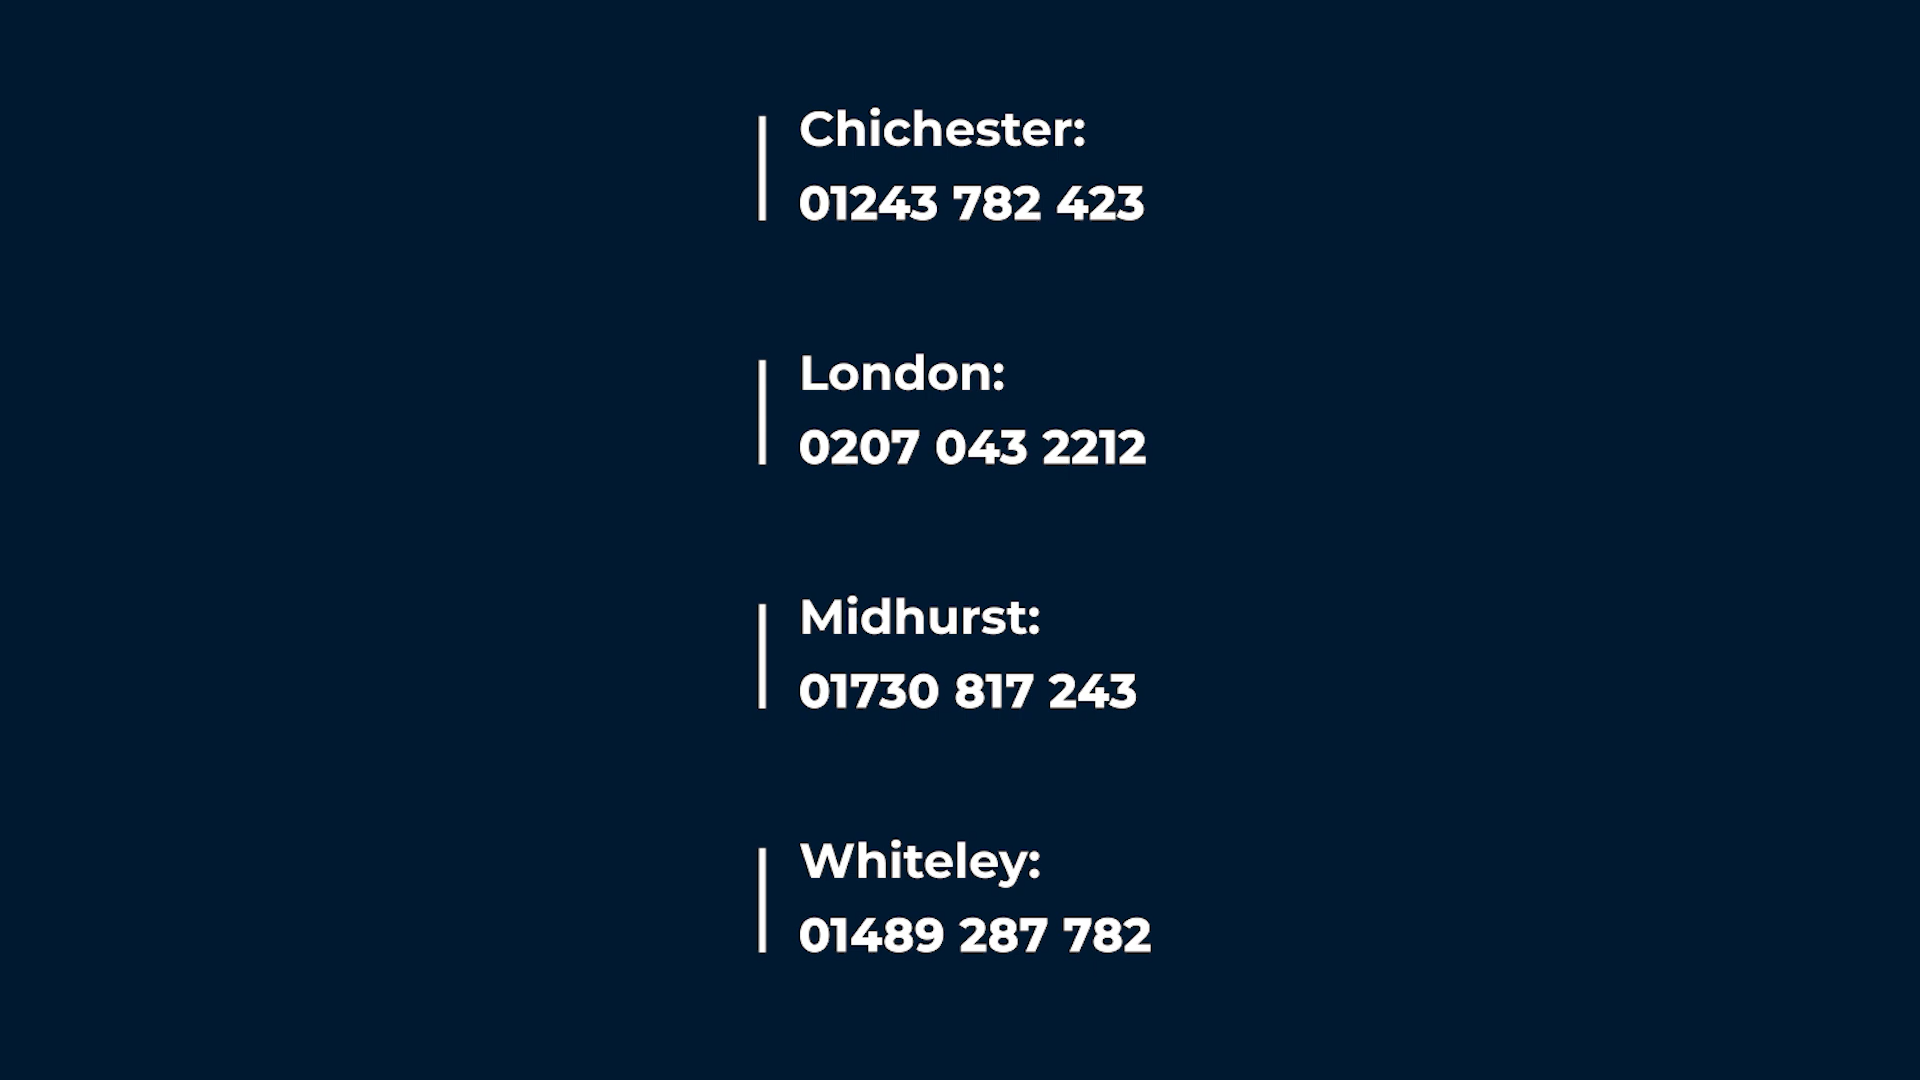 Chichester:
01243 782 423
London:
0207 043 2212
Midhurst:
01730 817 243
Whiteley:
01489 287 782